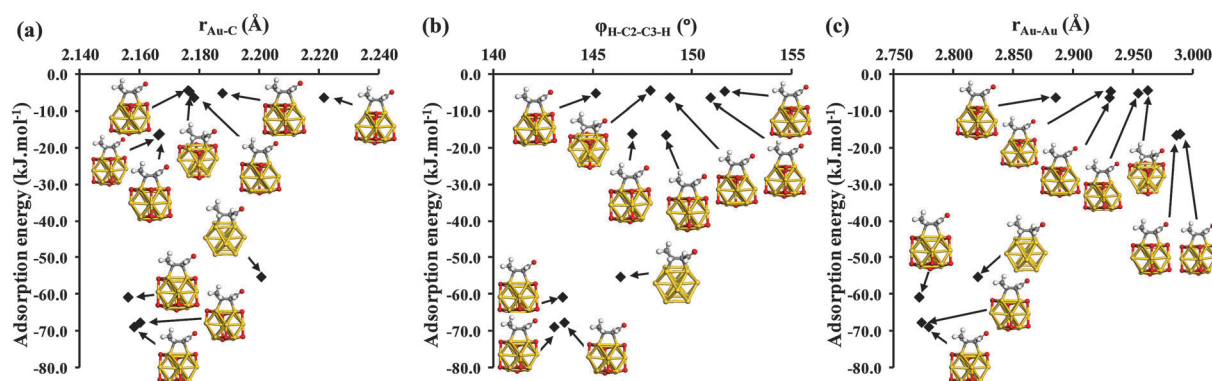 (a)
r_Au-C (Å)
2.140 2.160 2.180 2.200 2.220 2.240
Adsorption energy (kJ.mol⁻¹)
0.0
-10.0
-20.0
-30.0
-40.0
-50.0
-60.0
-70.0
-80.0
(b)
φ_H-C2-C3-H (°)
140 145 150 155
Adsorption energy (kJ.mol⁻¹)
0.0
-10.0
-20.0
-30.0
-40.0
-50.0
-60.0
-70.0
-80.0
(c)
r_Au-Au (Å)
2.750 2.800 2.850 2.900 2.950 3.000
Adsorption energy (kJ.mol⁻¹)
0.0
-10.0
-20.0
-30.0
-40.0
-50.0
-60.0
-70.0
-80.0